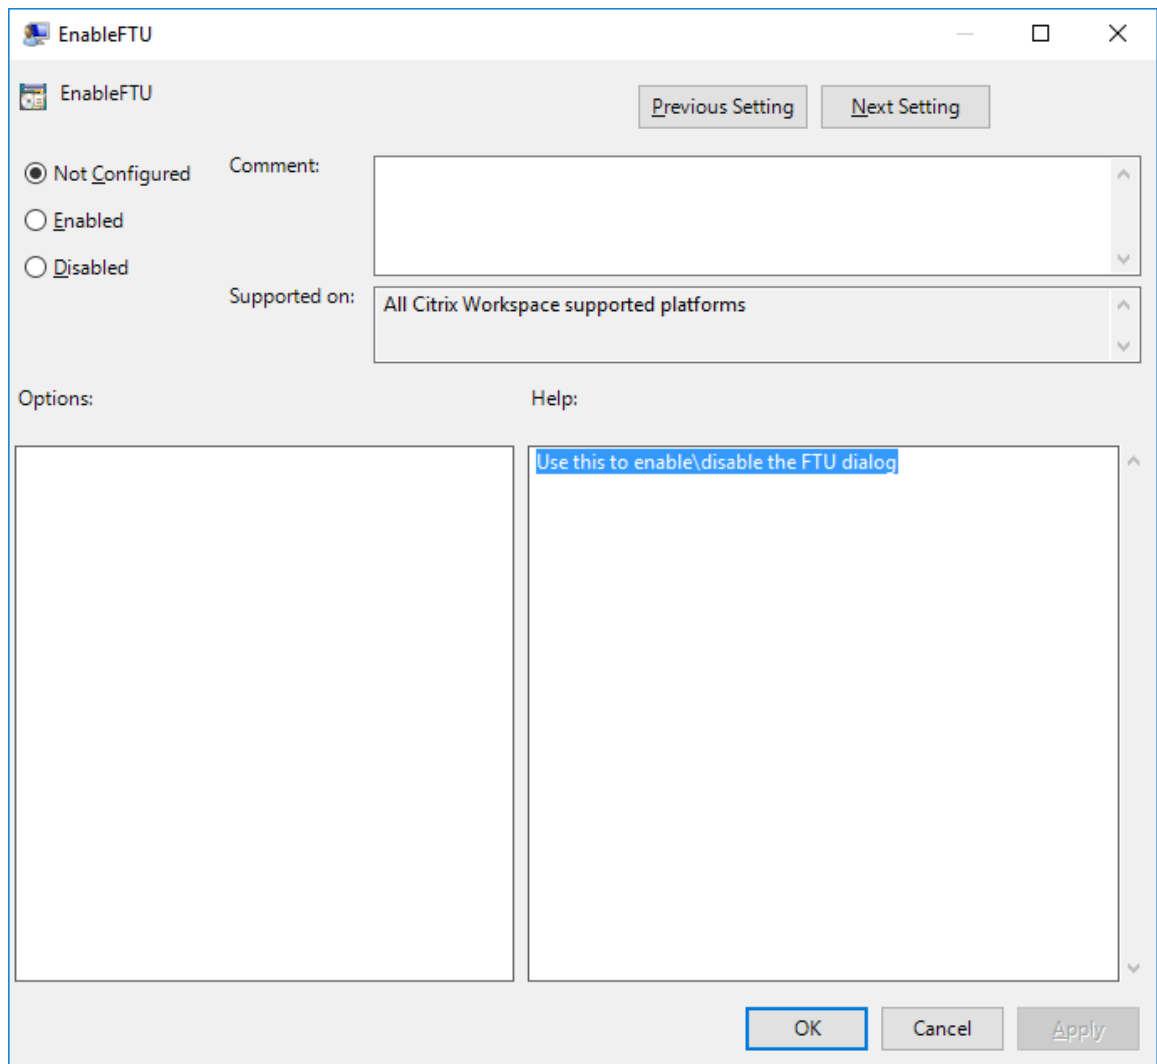 EnableFTU
EnableFTU
Previous Setting
Next Setting
Not Configured
Comment:
Enabled
Disabled
Supported on:
All Citrix Workspace supported platforms
Options:
Help:
Use this to enable\disable the FTU dialog
OK
Cancel
Apply